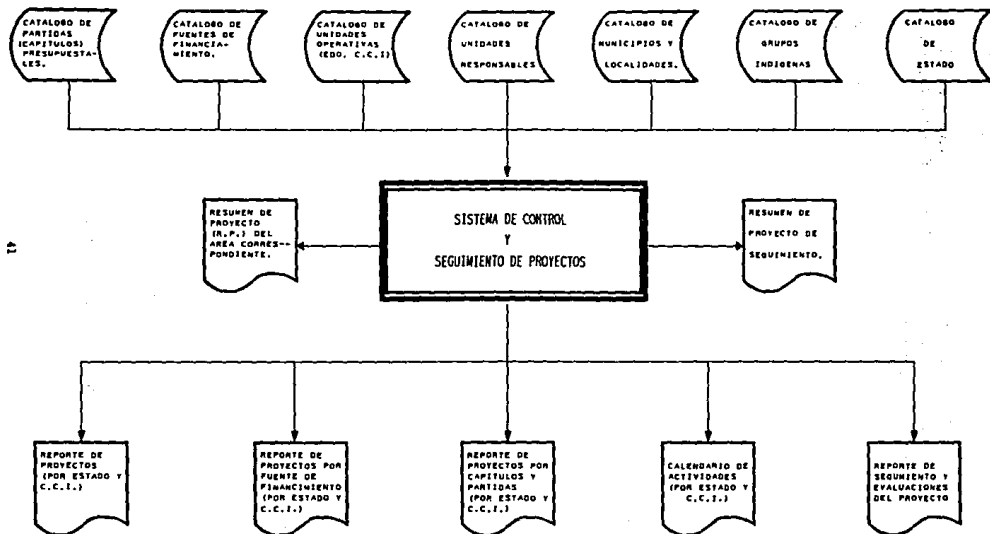 CATALOGO DE
PARTIDAS
(CAPITULOS)
PRESUPUESTA-
LES.
CATALOGO DE
FUENTES DE
FINANCIA-
MIENTO.
CATALOGO DE
UNIDADES
OPERATIVAS
(EDO. C.C.I)
CATALOGO DE
UNIDADES
RESPONSABLES
CATALOGO DE
MUNICIPIOS Y
LOCALIDADES.
CATALOGO DE
GRUPOS
INDIGENAS
CATALOGO
DE
ESTADO
RESUMEN DE
PROYECTO
(R.P.) DEL
AREA CORRES--
PONDIENTE.
SISTEMA DE CONTROL
Y
SEGUIMIENTO DE PROYECTOS
RESUMEN DE
PROYECTO DE
SEGUIMIENTO.
41
REPORTE DE
PROYECTOS
(POR ESTADO Y
C.C.I.)
REPORTE DE
PROYECTOS POR
FUENTE DE
FINANCIMIENTO
(POR ESTADO Y
C.C.I.)
REPORTE DE
PROYECTOS POR
CAPITULOS Y
PARTIDAS
(POR ESTADO Y
C.C.I.)
CALENDARIO DE
ACTIVIDADES
(POR ESTADO Y
C.C.I.)
REPORTE DE
SEGUIMIENTO Y
EVALUACIONES
DEL PROYECTO